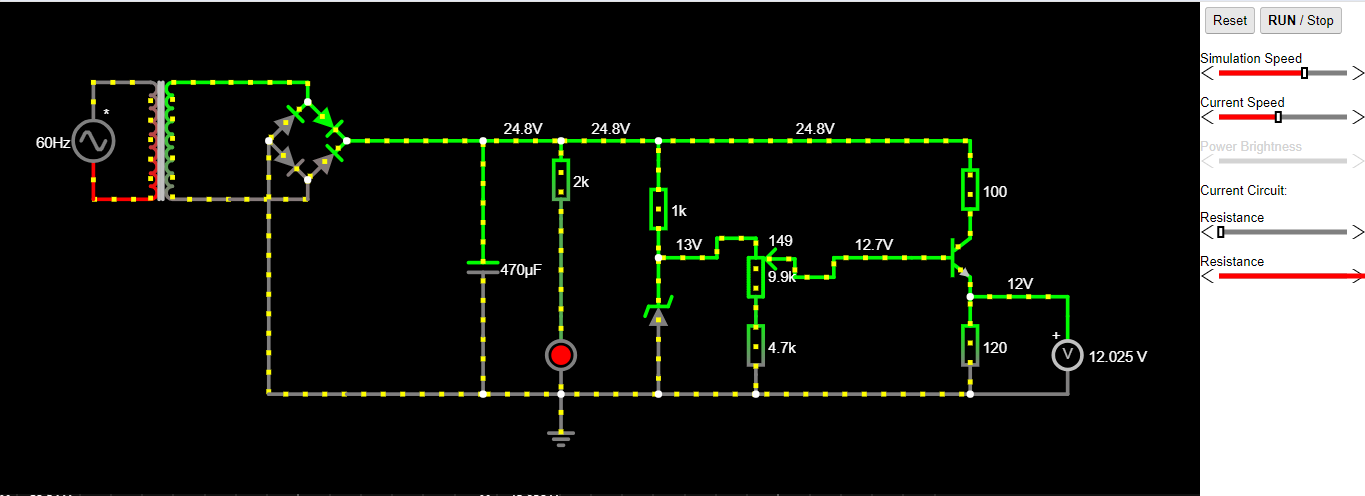 Reset
RUN / Stop
Simulation Speed
Current Speed
Power Brightness
Current Circuit:
Resistance
Resistance
*
60Hz
24.8V
24.8V
24.8V
2k
100
1k
13V
149
12.7V
470μF
9.9k
12V
4.7k
120
+
V
12.025 V